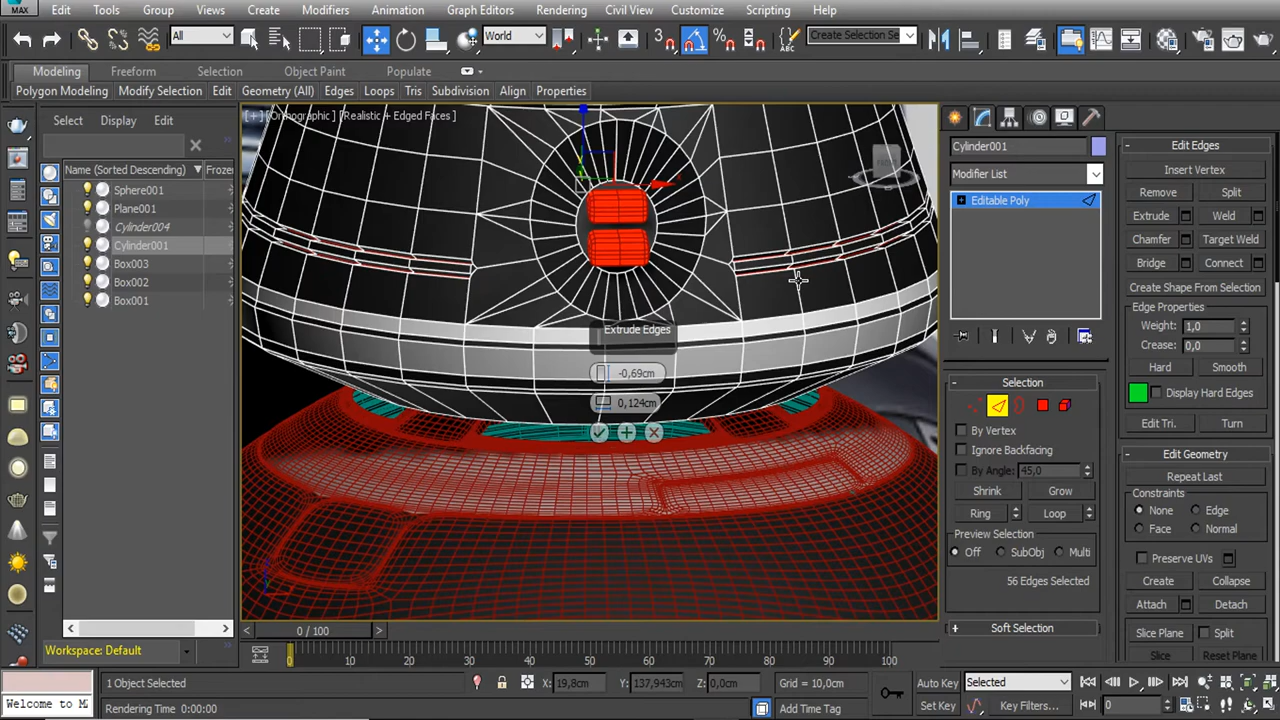 MAX Edit Tools Group Views Create Modifiers Animation Graph Editors Rendering Civil View Customize Scripting Help
All World Create Selection Se
Modeling Freeform Selection Object Paint Populate
Polygon Modeling Modify Selection Edit Geometry (All) Edges Loops Tris Subdivision Align Properties
Select Display Edit
[+] [Orthographic] [Realistic + Edged Faces]
Name (Sorted Descending) Frozen
Sphere001
Plane001
Cylinder004
Cylinder001
Box003
Box002
Box001
Extrude Edges
-0,69cm
0,124cm
Cylinder001
Modifier List
Editable Poly
Selection
By Vertex
Ignore Backfacing
By Angle: 45,0
Shrink Grow
Ring Loop
Preview Selection
Off SubObj Multi
56 Edges Selected
Soft Selection
Edit Edges
Insert Vertex
Remove Split
Extrude Weld
Chamfer Target Weld
Bridge Connect
Create Shape From Selection
Edge Properties
Weight: 1,0
Crease: 0,0
Hard Smooth
Display Hard Edges
Edit Tri. Turn
Edit Geometry
Repeat Last
Constraints
None Edge
Face Normal
Preserve UVs
Create Collapse
Attach Detach
Slice Plane Split
Slice Reset Plane
0 / 100
Workspace: Default
0 10 20 30 40 50 60 70 80 90 100
1 Object Selected X: 19,8cm Y: 137,943cm Z: 0,0cm Grid = 10,0cm Auto Key Selected
Welcome to M Rendering Time 0:00:00 Add Time Tag Set Key Key Filters... 0